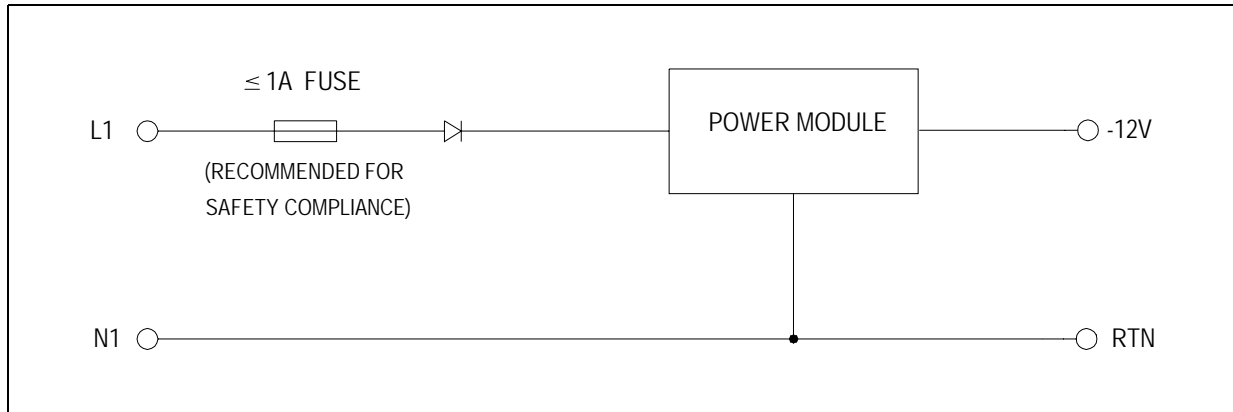 ≤ 1A FUSE
L1
POWER MODULE
-12V
(RECOMMENDED FOR
SAFETY COMPLIANCE)
N1
RTN